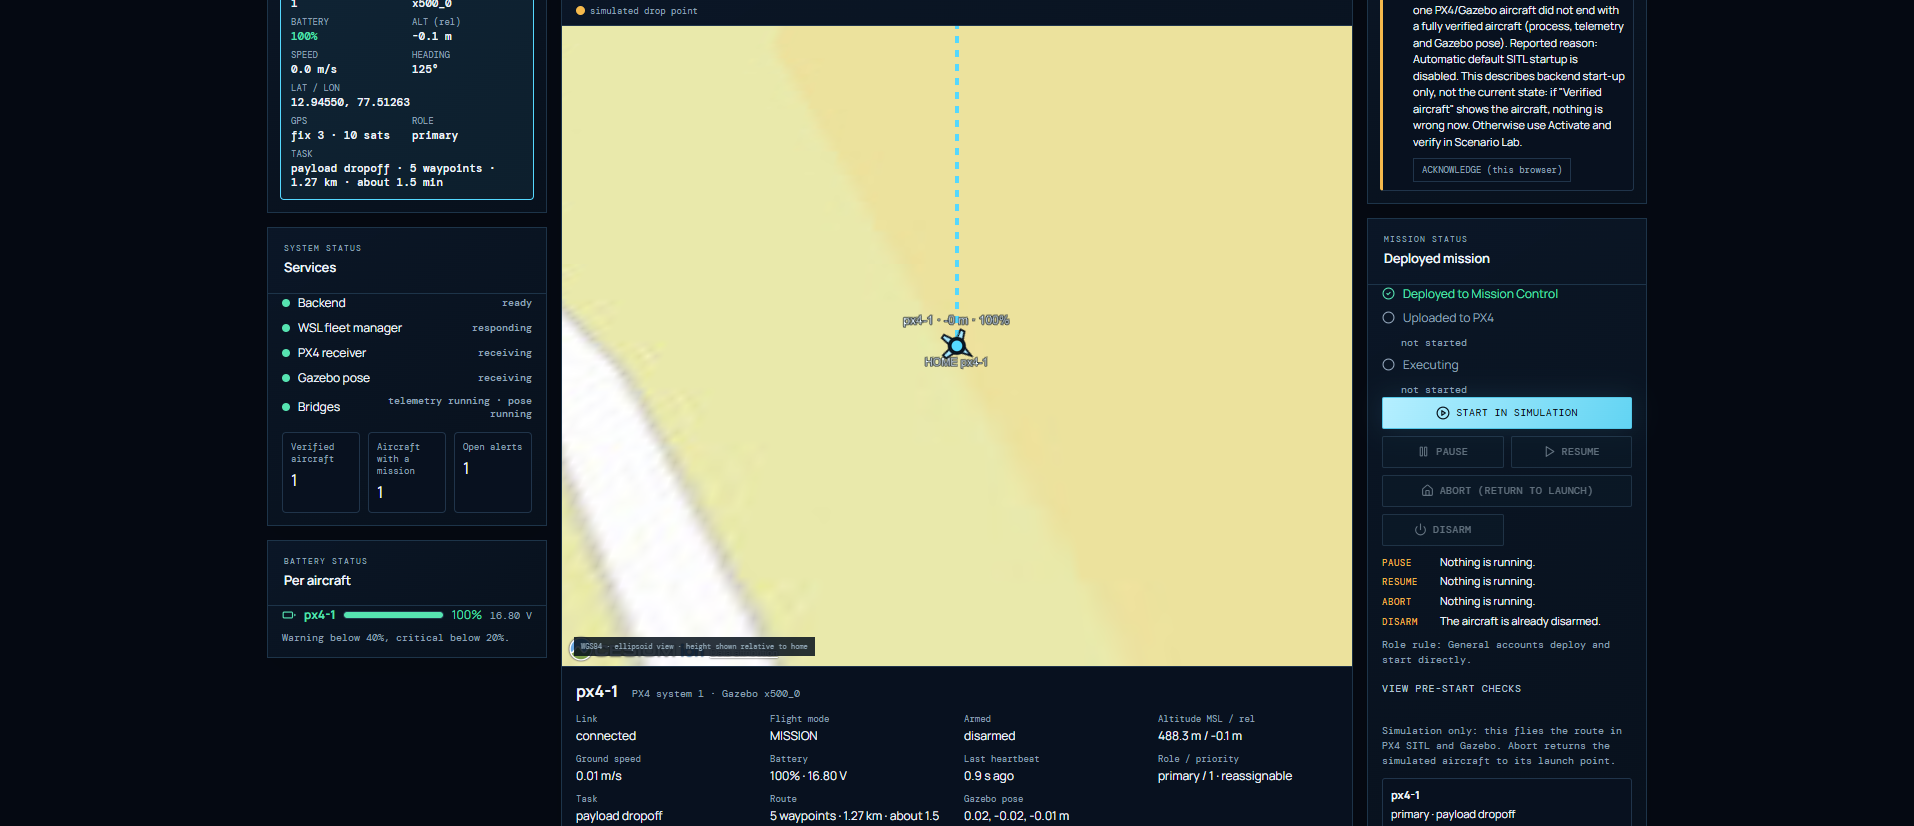 1
x500_0
BATTERY
ALT (rel)
100%
-0.1 m
SPEED
HEADING
0.0 m/s
125°
LAT / LON
12.94550, 77.51263
GPS
ROLE
fix 3 · 10 sats
primary
TASK
payload dropoff · 5 waypoints ·
1.27 km · about 1.5 min
SYSTEM STATUS
Services
Backend
ready
WSL fleet manager
responding
PX4 receiver
receiving
Gazebo pose
receiving
Bridges
telemetry running · pose
running
Verified
aircraft
1
Aircraft
with a
mission
1
Open alerts
1
BATTERY STATUS
Per aircraft
px4-1
100%
16.80 V
Warning below 40%, critical below 20%.
simulated drop point
px4-1 · -0 m · 100%
HOME px4-1
WGS84 · ellipsoid view · height shown relative to home
px4-1
PX4 system 1 · Gazebo x500_0
Link
Flight mode
Armed
Altitude MSL / rel
connected
MISSION
disarmed
488.3 m / -0.1 m
Ground speed
Battery
Last heartbeat
Role / priority
0.01 m/s
100% · 16.80 V
0.9 s ago
primary / 1 · reassignable
Task
Route
Gazebo pose
payload dropoff
5 waypoints · 1.27 km · about 1.5
0.02, -0.02, -0.01 m
one PX4/Gazebo aircraft did not end with
a fully verified aircraft (process, telemetry
and Gazebo pose). Reported reason:
Automatic default SITL startup is
disabled. This describes backend start-up
only, not the current state: if "Verified
aircraft" shows the aircraft, nothing is
wrong now. Otherwise use Activate and
verify in Scenario Lab.
ACKNOWLEDGE (this browser)
MISSION STATUS
Deployed mission
Deployed to Mission Control
Uploaded to PX4
not started
Executing
not started
START IN SIMULATION
PAUSE
RESUME
ABORT (RETURN TO LAUNCH)
DISARM
PAUSE
Nothing is running.
RESUME
Nothing is running.
ABORT
Nothing is running.
DISARM
The aircraft is already disarmed.
Role rule: General accounts deploy and
start directly.
VIEW PRE-START CHECKS
Simulation only: this flies the route in
PX4 SITL and Gazebo. Abort returns the
simulated aircraft to its launch point.
px4-1
primary · payload dropoff